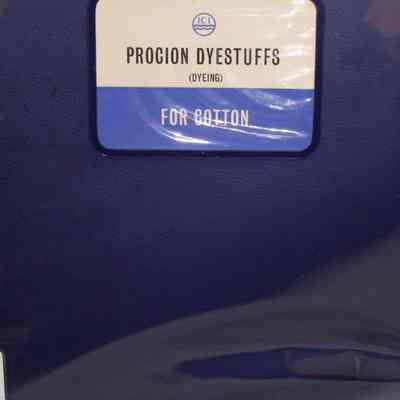 ICI
PROCION DYESTUFFS
(DYEING)
FOR COTTON